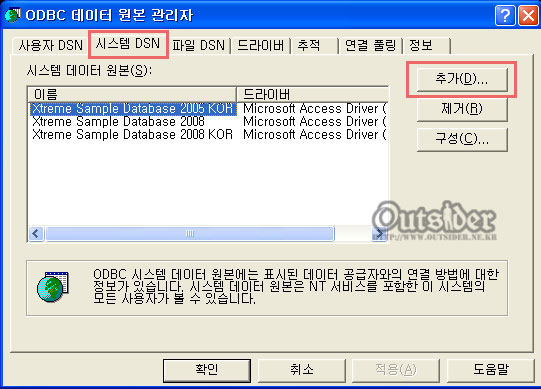 ODBC 데이터 원본 관리자
사용자 DSN 시스템 DSN 파일 DSN 드라이버 추적 연결 풀링 정보
시스템 데이터 원본(S):
이름 드라이버
Xtreme Sample Database 2005 KOR Microsoft Access Driver (
Xtreme Sample Database 2008 Microsoft Access Driver (
Xtreme Sample Database 2008 KOR Microsoft Access Driver (
추가(D)...
제거(R)
구성(C)...
Outsider
HTTP://WWW.OUTSIDER.NE.KR
ODBC 시스템 데이터 원본에는 표시된 데이터 공급자와의 연결 방법에 대한
정보가 있습니다. 시스템 데이터 원본은 NT 서비스를 포함한 이 시스템의
모든 사용자가 볼 수 있습니다.
확인 취소 적용(A) 도움말